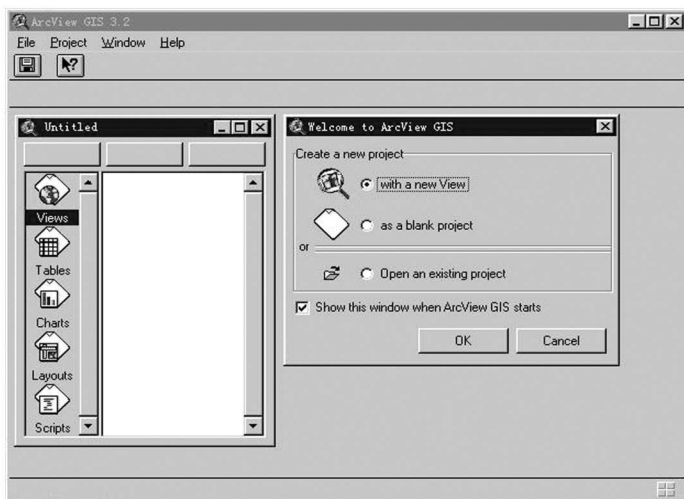 ArcView GIS 3.2
File Project Window Help
Untitled
Views
Tables
Charts
Layouts
Scripts
Welcome to ArcView GIS
Create a new project
with a new View
as a blank project
or
Open an existing project
Show this window when ArcView GIS starts
OK Cancel